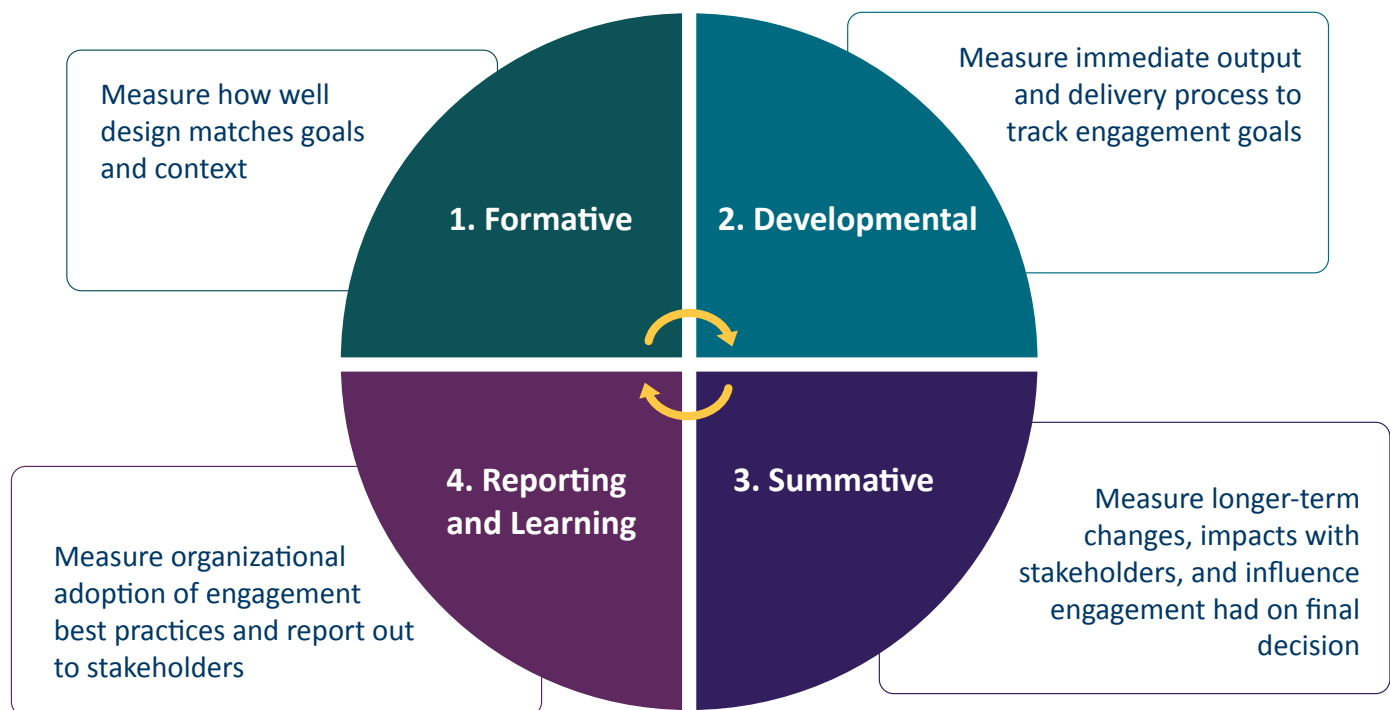 Measure how well
design matches goals
and context
1. Formative
Measure immediate output
and delivery process to
track engagement goals
2. Developmental
3. Summative
Measure longer-term
changes, impacts with
stakeholders, and influence
engagement had on final
decision
4. Reporting
and Learning
Measure organizational
adoption of engagement
best practices and report out
to stakeholders